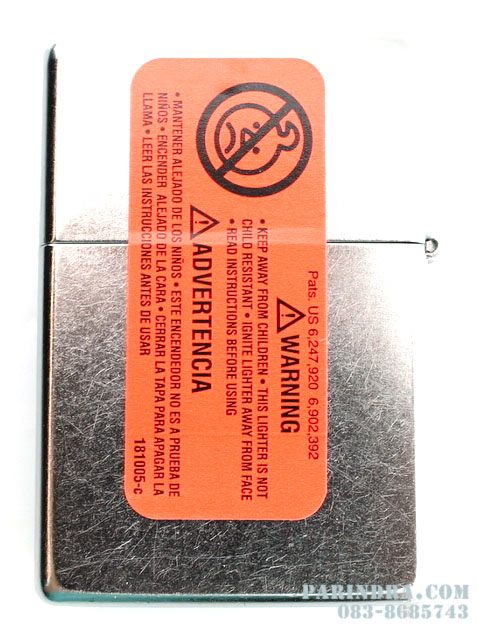 Pats. US 6,247,920 6,902,392
WARNING
• KEEP AWAY FROM CHILDREN • THIS LIGHTER IS NOT
CHILD RESISTANT • IGNITE LIGHTER AWAY FROM FACE
• READ INSTRUCTIONS BEFORE USING
ADVERTENCIA
• MANTENER ALEJADO DE LOS NIÑOS • ESTE ENCENDEDOR NO ES A PRUEBA DE
NIÑOS • ENCENDER ALEJADO DE LA CARA • CERRAR LA TAPA PARA APAGAR LA
LLAMA • LEER LAS INSTRUCCIONES ANTES DE USAR
181005-c
PARINDRA.COM
083-8685743